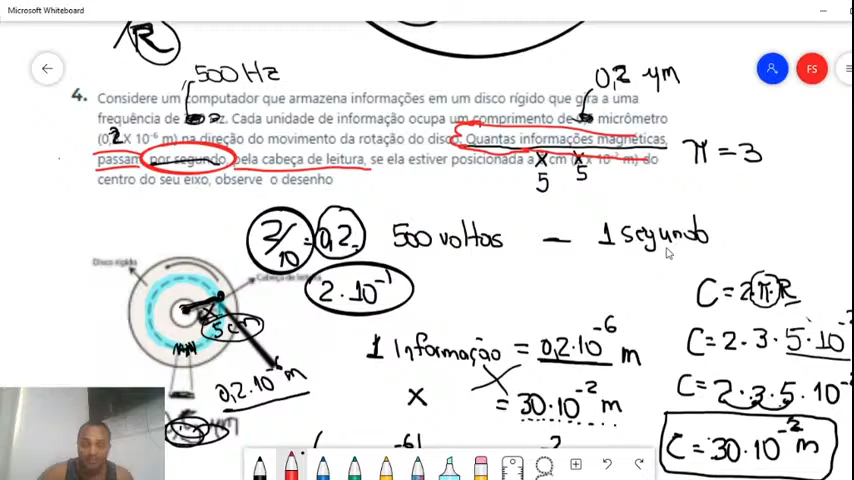 Microsoft Whiteboard
R
500 Hz
0,2 μm
4. Considere um computador que armazena informações em um disco rígido que gira a uma
frequência de Hz. Cada unidade de informação ocupa um comprimento de micrômetro
(0,2 X 10⁻⁶ m) na direção do movimento da rotação do disco. Quantas informações magnéticas,
passam por segundo pela cabeça de leitura, se ela estiver posicionada a cm ( x 10⁻² m) do
5 5
centro do seu eixo, observe o desenho
π = 3
2/10 = 0,2
500 voltas — 1 segundo
2 · 10⁻¹
Disco rígido
Cabeça de leitura
5 cm
0,2·10⁻⁶ m
1 Informação = 0,2·10⁻⁶ m
x = 30·10⁻² m
C = 2·π·R
C = 2·3·5·10⁻²
C = 2·3·5·10⁻
C = 30·10⁻² m
FS